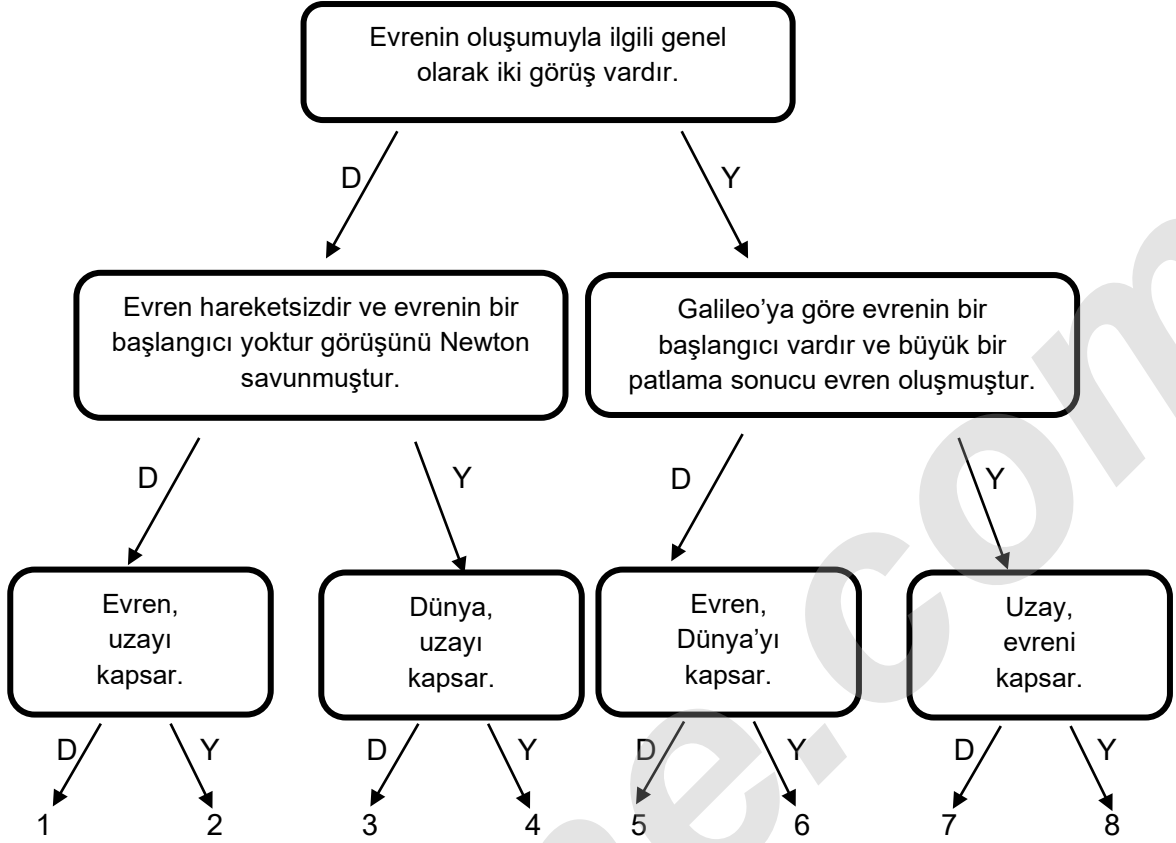 Evrenin oluşumuyla ilgili genel
olarak iki görüş vardır.
D
Y
Evren hareketsizdir ve evrenin bir
başlangıcı yoktur görüşünü Newton
savunmuştur.
Galileo’ya göre evrenin bir
başlangıcı vardır ve büyük bir
patlama sonucu evren oluşmuştur.
D
Y
D
Y
Evren,
uzayı
kapsar.
Dünya,
uzayı
kapsar.
Evren,
Dünya’yı
kapsar.
Uzay,
evreni
kapsar.
D
Y
D
Y
D
Y
D
Y
1
2
3
4
5
6
7
8